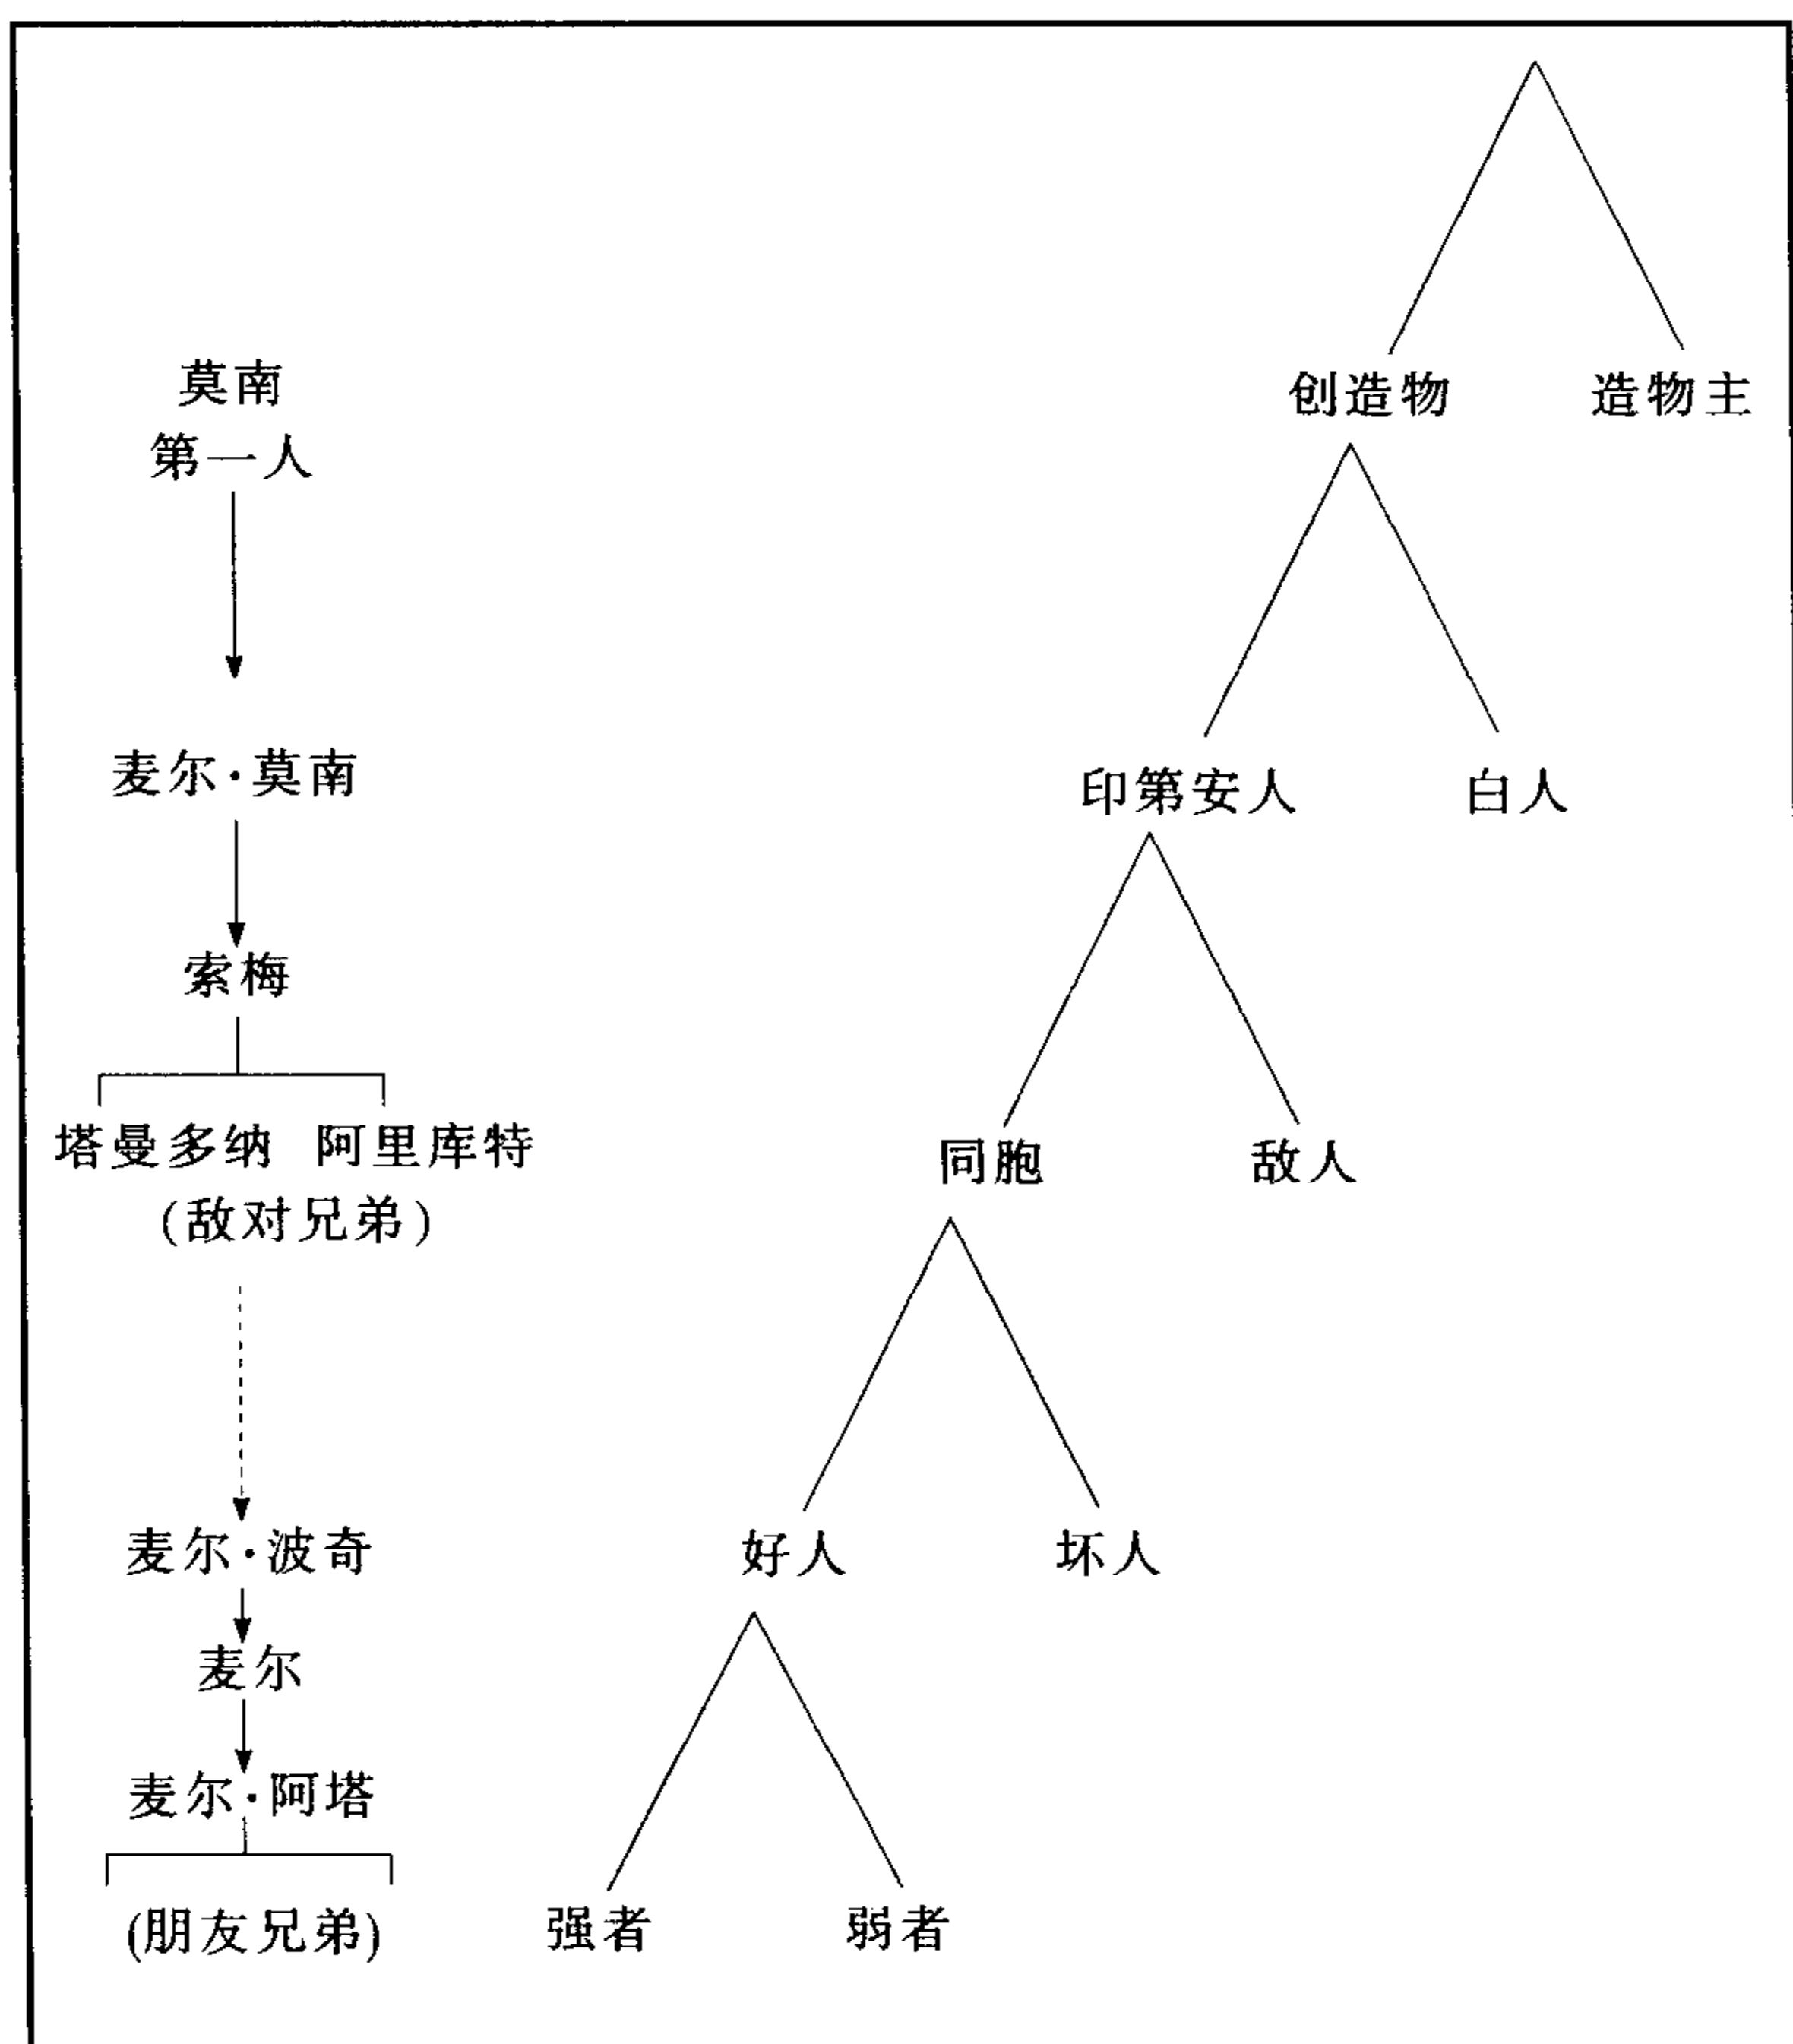 莫南
第一人
创造物 造物主
麦尔·莫南
印第安人 白人
索梅
塔曼多纳 阿里库特
(敌对兄弟)
同胞 敌人
麦尔·波奇
好人 坏人
麦尔
麦尔·阿塔
(朋友兄弟)
强者 弱者